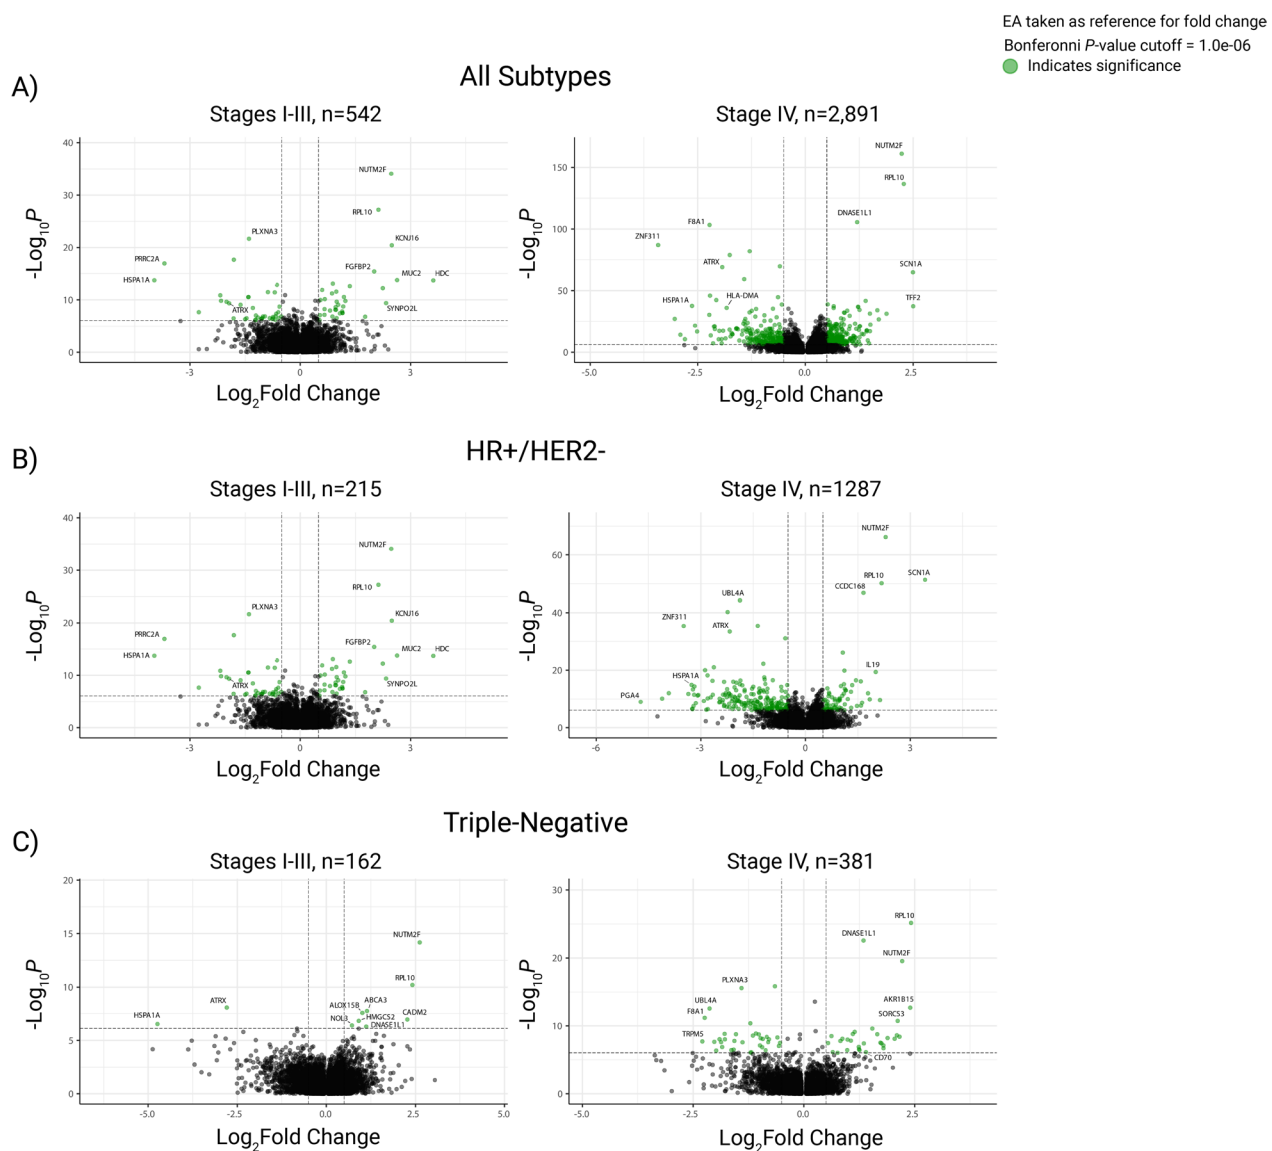 EA taken as reference for fold change
Bonferonni P-value cutoff = 1.0e-06
Indicates significance
A)
All Subtypes
Stages I-III, n=542
-Log10P
40
30
20
10
0
NUTM2F
RPL10
PLXNA3
KCNJ16
PRRC2A
FGFBP2
MUC2
HDC
HSPA1A
ATRX
SYNPO2L
-3
0
3
Log2Fold Change
Stage IV, n=2,891
-Log10P
150
100
50
0
NUTM2F
RPL10
DNASE1L1
F8A1
ZNF311
ATRX
SCN1A
HLA-DMA
HSPA1A
TFF2
-5.0
-2.5
0.0
2.5
Log2Fold Change
B)
HR+/HER2-
Stages I-III, n=215
-Log10P
40
30
20
10
0
NUTM2F
RPL10
PLXNA3
KCNJ16
PRRC2A
FGFBP2
MUC2
HDC
HSPA1A
ATRX
SYNPO2L
-3
0
3
Log2Fold Change
Stage IV, n=1287
-Log10P
60
40
20
0
NUTM2F
RPL10
SCN1A
CCDC168
UBL4A
ZNF311
ATRX
IL19
HSPA1A
PGA4
-6
-3
0
3
Log2Fold Change
C)
Triple-Negative
Stages I-III, n=162
-Log10P
20
15
10
5
0
NUTM2F
RPL10
ATRX
ABCA3
ALOX15B
HSPA1A
NOL3
HMGCS2
CADM2
DNASE1L1
-5.0
-2.5
0.0
2.5
5.0
Log2Fold Change
Stage IV, n=381
-Log10P
30
20
10
0
RPL10
DNASE1L1
NUTM2F
PLXNA3
UBL4A
AKR1B15
F8A1
SORCS3
TRPM5
CD70
-5.0
-2.5
0.0
2.5
Log2Fold Change